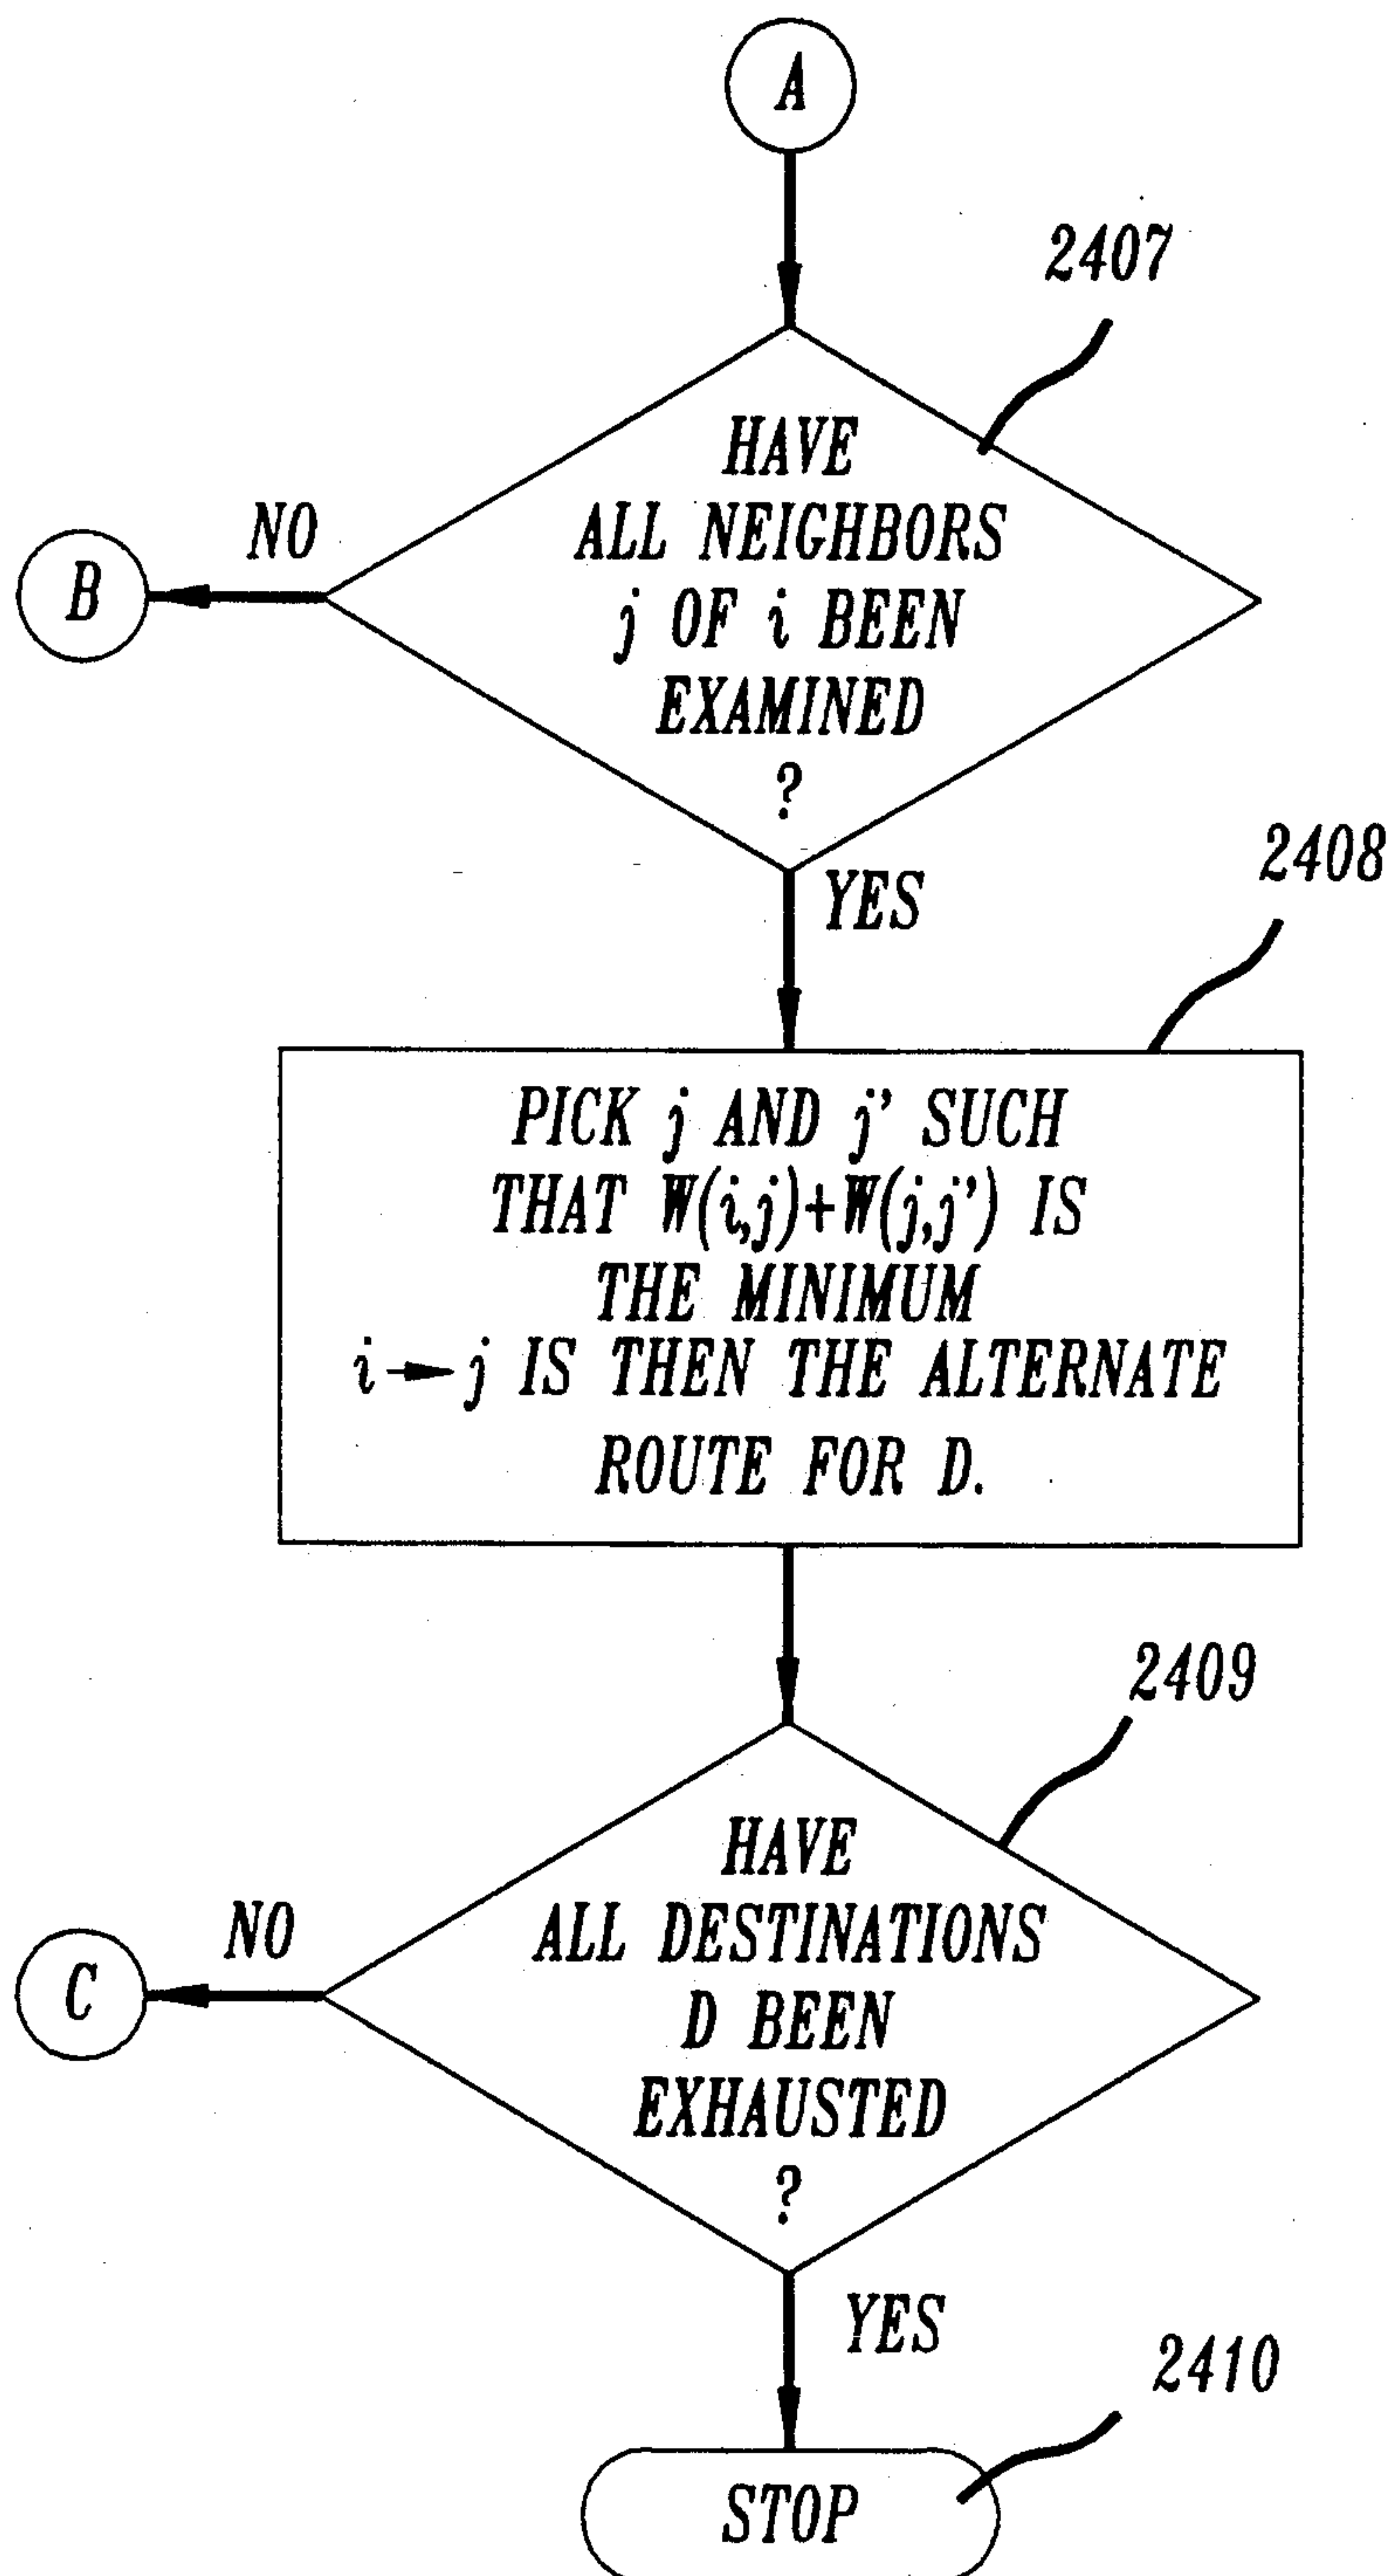 A
2407
HAVE
ALL NEIGHBORS
j OF i BEEN
EXAMINED
?
NO
B
YES
2408
PICK j AND j' SUCH
THAT W(i,j)+W(j,j') IS
THE MINIMUM
i→j IS THEN THE ALTERNATE
ROUTE FOR D.
2409
HAVE
ALL DESTINATIONS
D BEEN
EXHAUSTED
?
NO
C
YES
2410
STOP